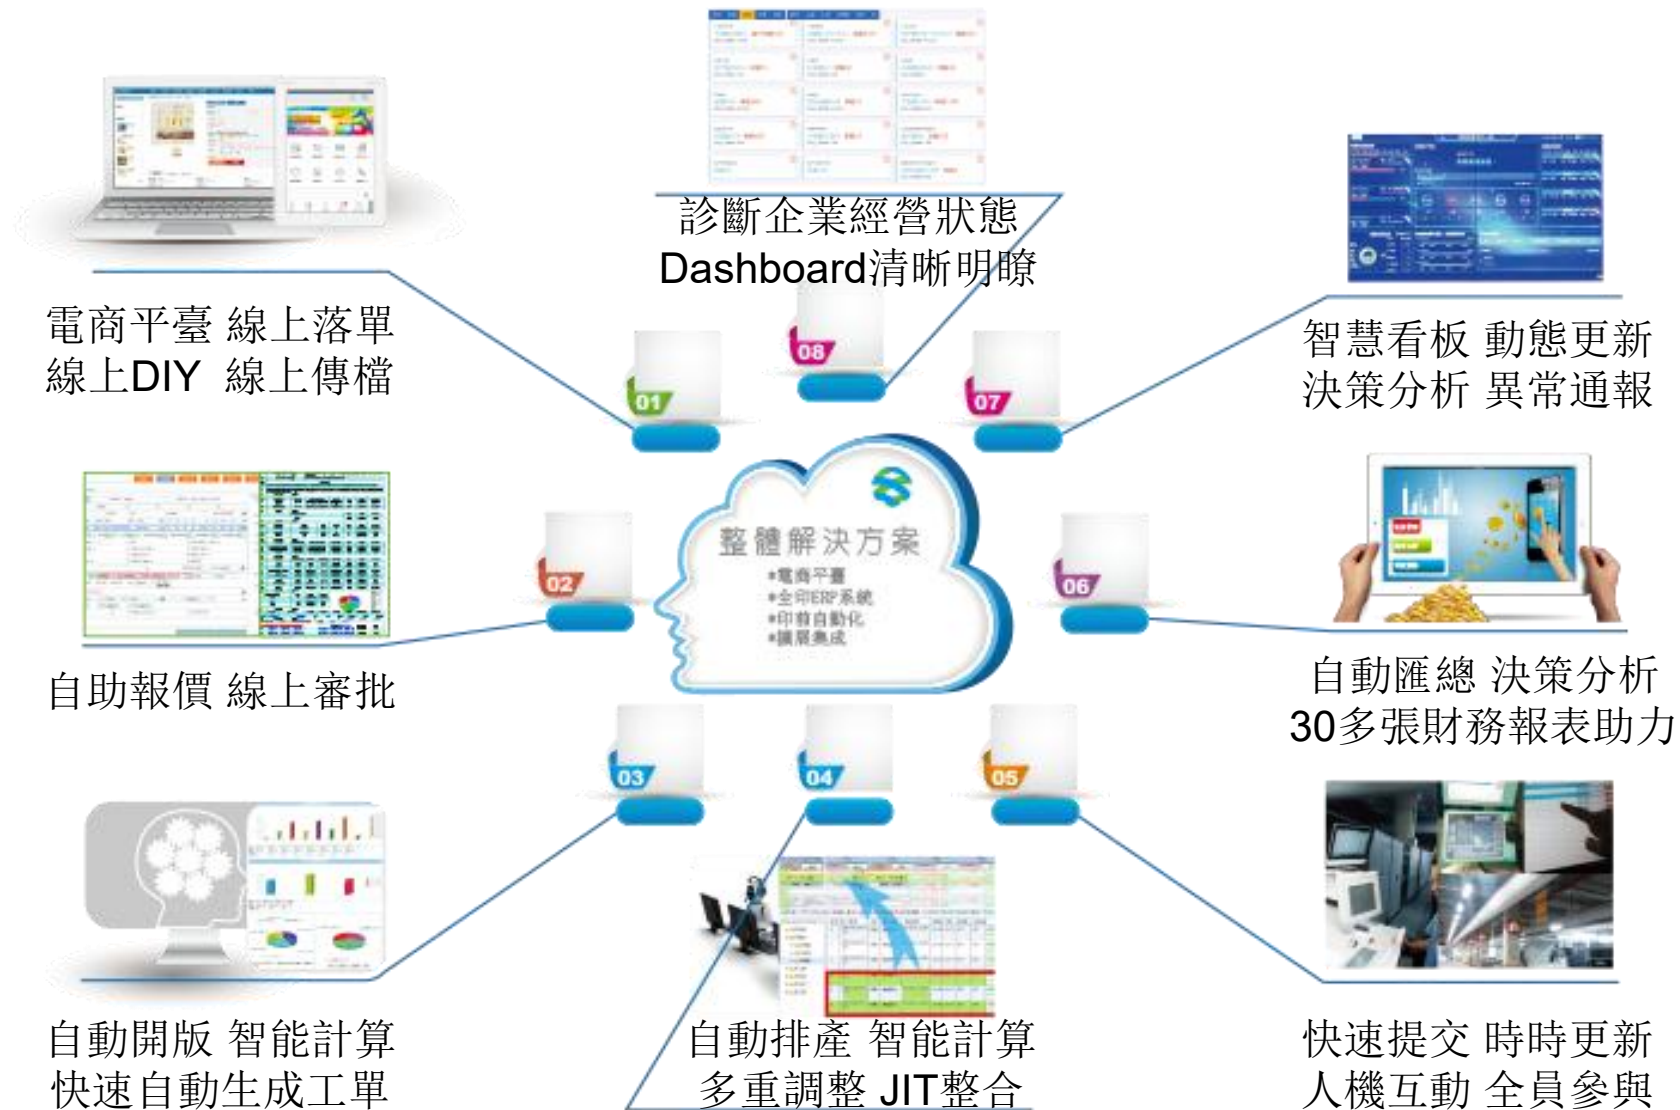 診斷企業經營狀態
Dashboard清晰明瞭
電商平臺 線上落單
線上DIY 線上傳檔
智慧看板 動態更新
決策分析 異常通報
08
01
07
整體解決方案
*電商平臺
*全印ERP系統
*印前自動化
*擴展集成
02
06
自助報價 線上審批
自動匯總 決策分析
30多張財務報表助力
03
04
05
自動開版 智能計算
快速自動生成工單
自動排產 智能計算
多重調整 JIT整合
快速提交 時時更新
人機互動 全員參與